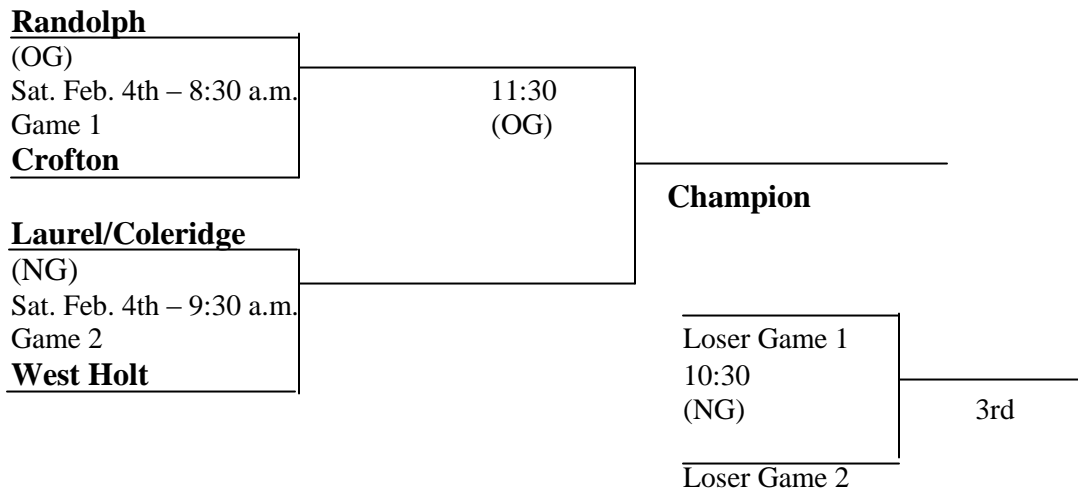 Randolph
(OG)
Sat. Feb. 4th – 8:30 a.m.
Game 1
Crofton
11:30
(OG)
Champion
Laurel/Coleridge
(NG)
Sat. Feb. 4th – 9:30 a.m.
Game 2
West Holt
Loser Game 1
10:30
(NG)
3rd
Loser Game 2